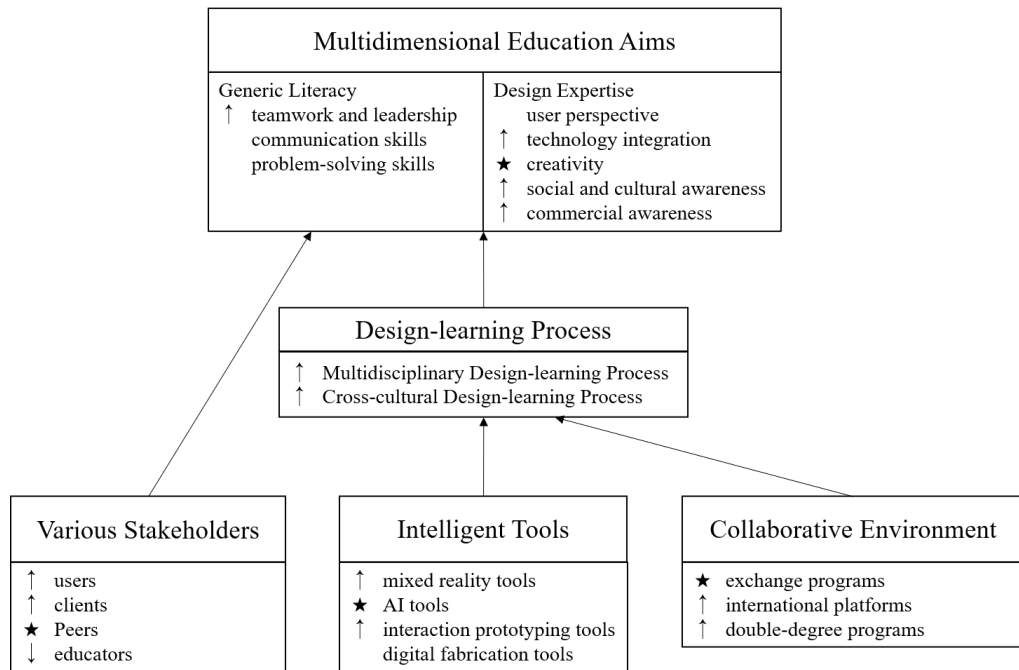 Multidimensional Education Aims
Generic Literacy
↑ teamwork and leadership
communication skills
problem-solving skills
Design Expertise
user perspective
↑ technology integration
★ creativity
↑ social and cultural awareness
↑ commercial awareness
Design-learning Process
↑ Multidisciplinary Design-learning Process
↑ Cross-cultural Design-learning Process
Various Stakeholders
↑ users
↑ clients
★ Peers
↓ educators
Intelligent Tools
↑ mixed reality tools
★ AI tools
↑ interaction prototyping tools
digital fabrication tools
Collaborative Environment
★ exchange programs
↑ international platforms
↑ double-degree programs